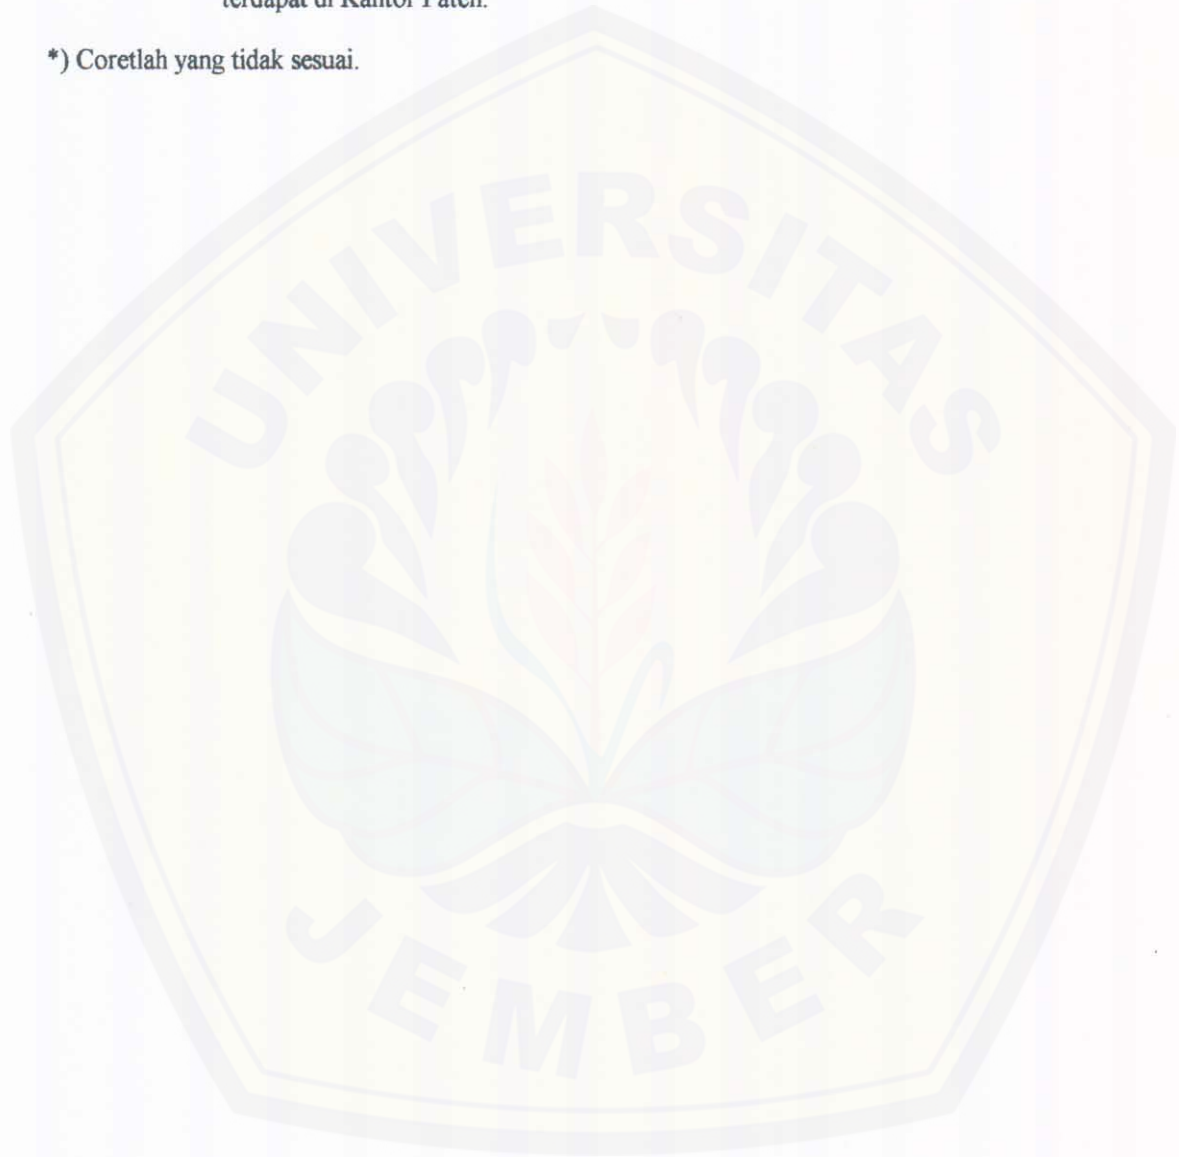 terdapat di Kantor Paten.
*) Coretlah yang tidak sesuai.
UNIVERSITAS
JEMBER